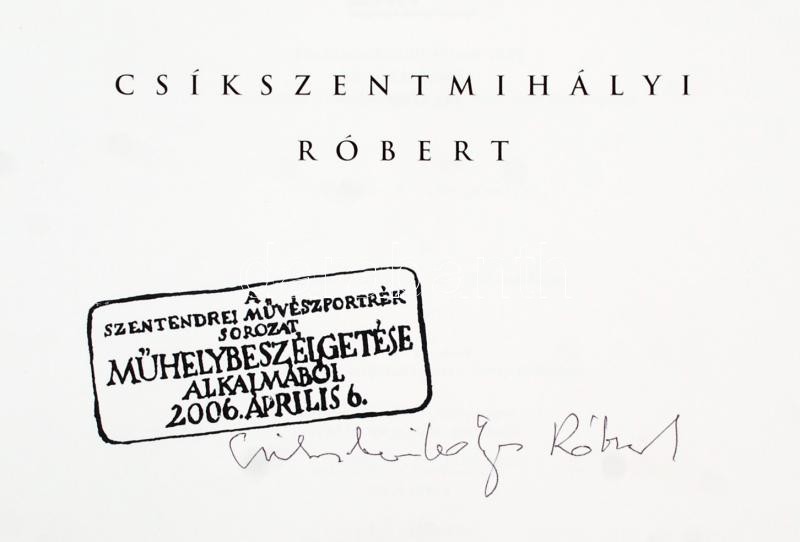 CSÍKSZENTMIHÁLYI
RÓBERT
A
SZENTENDREI MŰVÉSZPORTRÉK
SOROZAT
MŰHELYBESZÉLGETÉSE
ALKALMÁBÓL
2006. ÁPRILIS 6.
Csíkszentmihályi Róbert